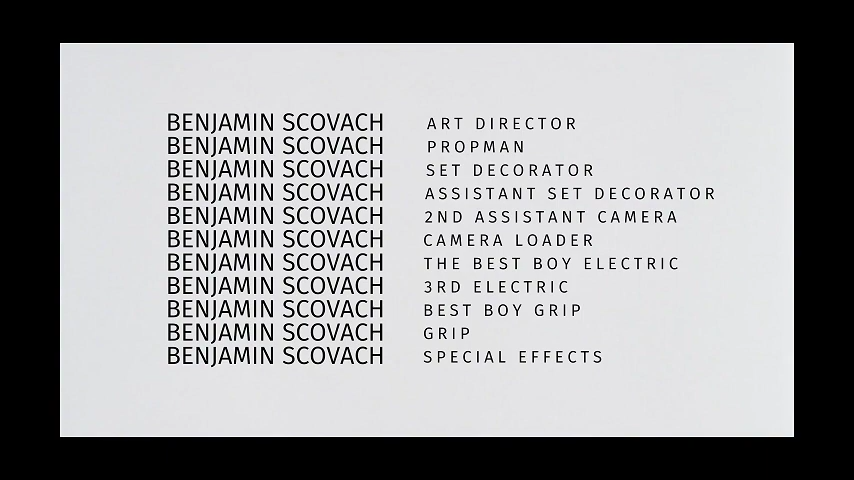 BENJAMIN SCOVACH ART DIRECTOR
BENJAMIN SCOVACH PROPMAN
BENJAMIN SCOVACH SET DECORATOR
BENJAMIN SCOVACH ASSISTANT SET DECORATOR
BENJAMIN SCOVACH 2ND ASSISTANT CAMERA
BENJAMIN SCOVACH CAMERA LOADER
BENJAMIN SCOVACH THE BEST BOY ELECTRIC
BENJAMIN SCOVACH 3RD ELECTRIC
BENJAMIN SCOVACH BEST BOY GRIP
BENJAMIN SCOVACH GRIP
BENJAMIN SCOVACH SPECIAL EFFECTS